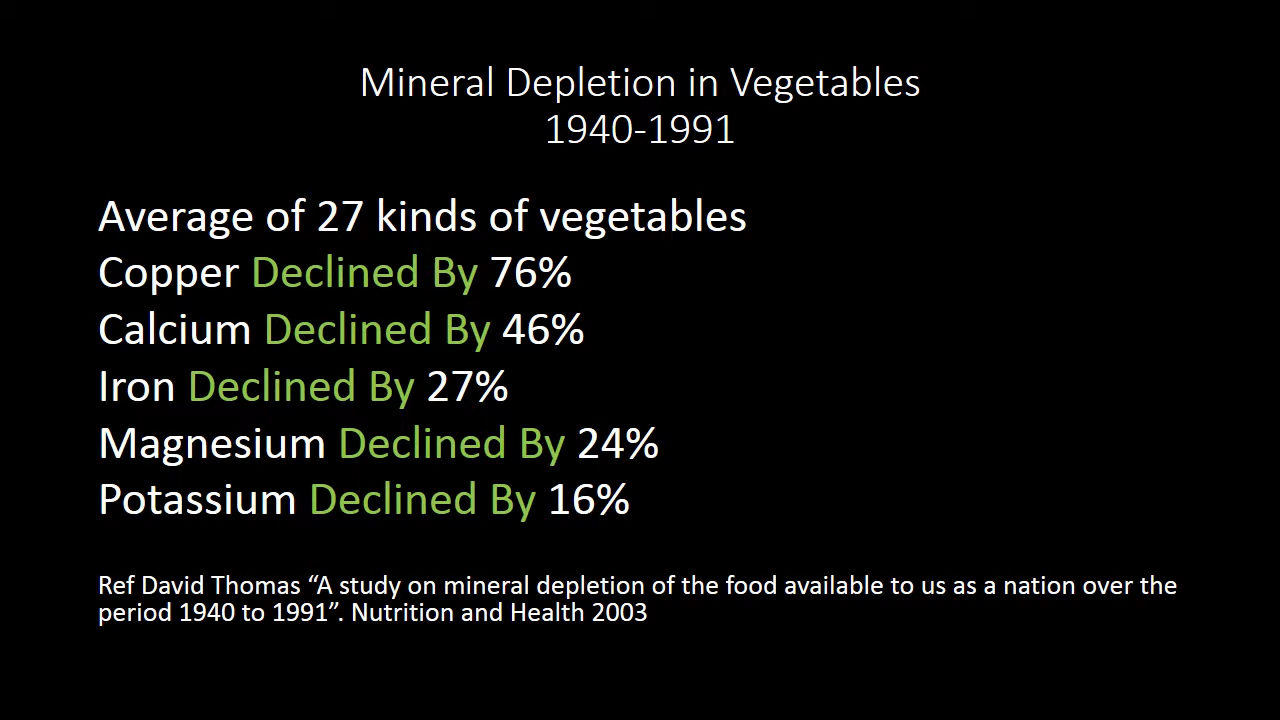 Mineral Depletion in Vegetables
1940-1991
Average of 27 kinds of vegetables
Copper Declined By 76%
Calcium Declined By 46%
Iron Declined By 27%
Magnesium Declined By 24%
Potassium Declined By 16%
Ref David Thomas “A study on mineral depletion of the food available to us as a nation over the
period 1940 to 1991”. Nutrition and Health 2003